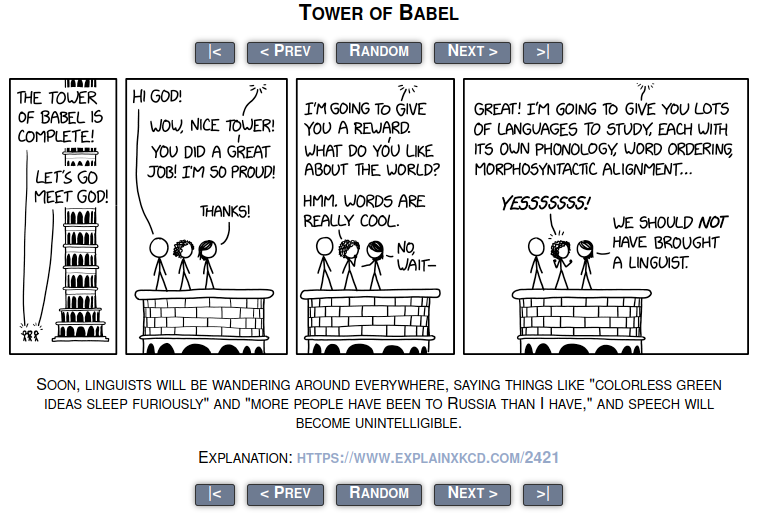 TOWER OF BABEL
|<
< PREV
RANDOM
NEXT >
>|
THE TOWER
OF BABEL IS
COMPLETE!
LET'S GO
MEET GOD!
HI GOD!
WOW, NICE TOWER!
YOU DID A GREAT
JOB! I'M SO PROUD!
THANKS!
I'M GOING TO GIVE
YOU A REWARD.
WHAT DO YOU LIKE
ABOUT THE WORLD?
HMM. WORDS ARE
REALLY COOL.
NO,
WAIT–
GREAT! I'M GOING TO GIVE YOU LOTS
OF LANGUAGES TO STUDY, EACH WITH
ITS OWN PHONOLOGY, WORD ORDERING,
MORPHOSYNTACTIC ALIGNMENT...
YESSSSSSS!
WE SHOULD NOT
HAVE BROUGHT
A LINGUIST.
SOON, LINGUISTS WILL BE WANDERING AROUND EVERYWHERE, SAYING THINGS LIKE "COLORLESS GREEN
IDEAS SLEEP FURIOUSLY" AND "MORE PEOPLE HAVE BEEN TO RUSSIA THAN I HAVE," AND SPEECH WILL
BECOME UNINTELLIGIBLE.
EXPLANATION: HTTPS://WWW.EXPLAINXKCD.COM/2421
|<
< PREV
RANDOM
NEXT >
>|